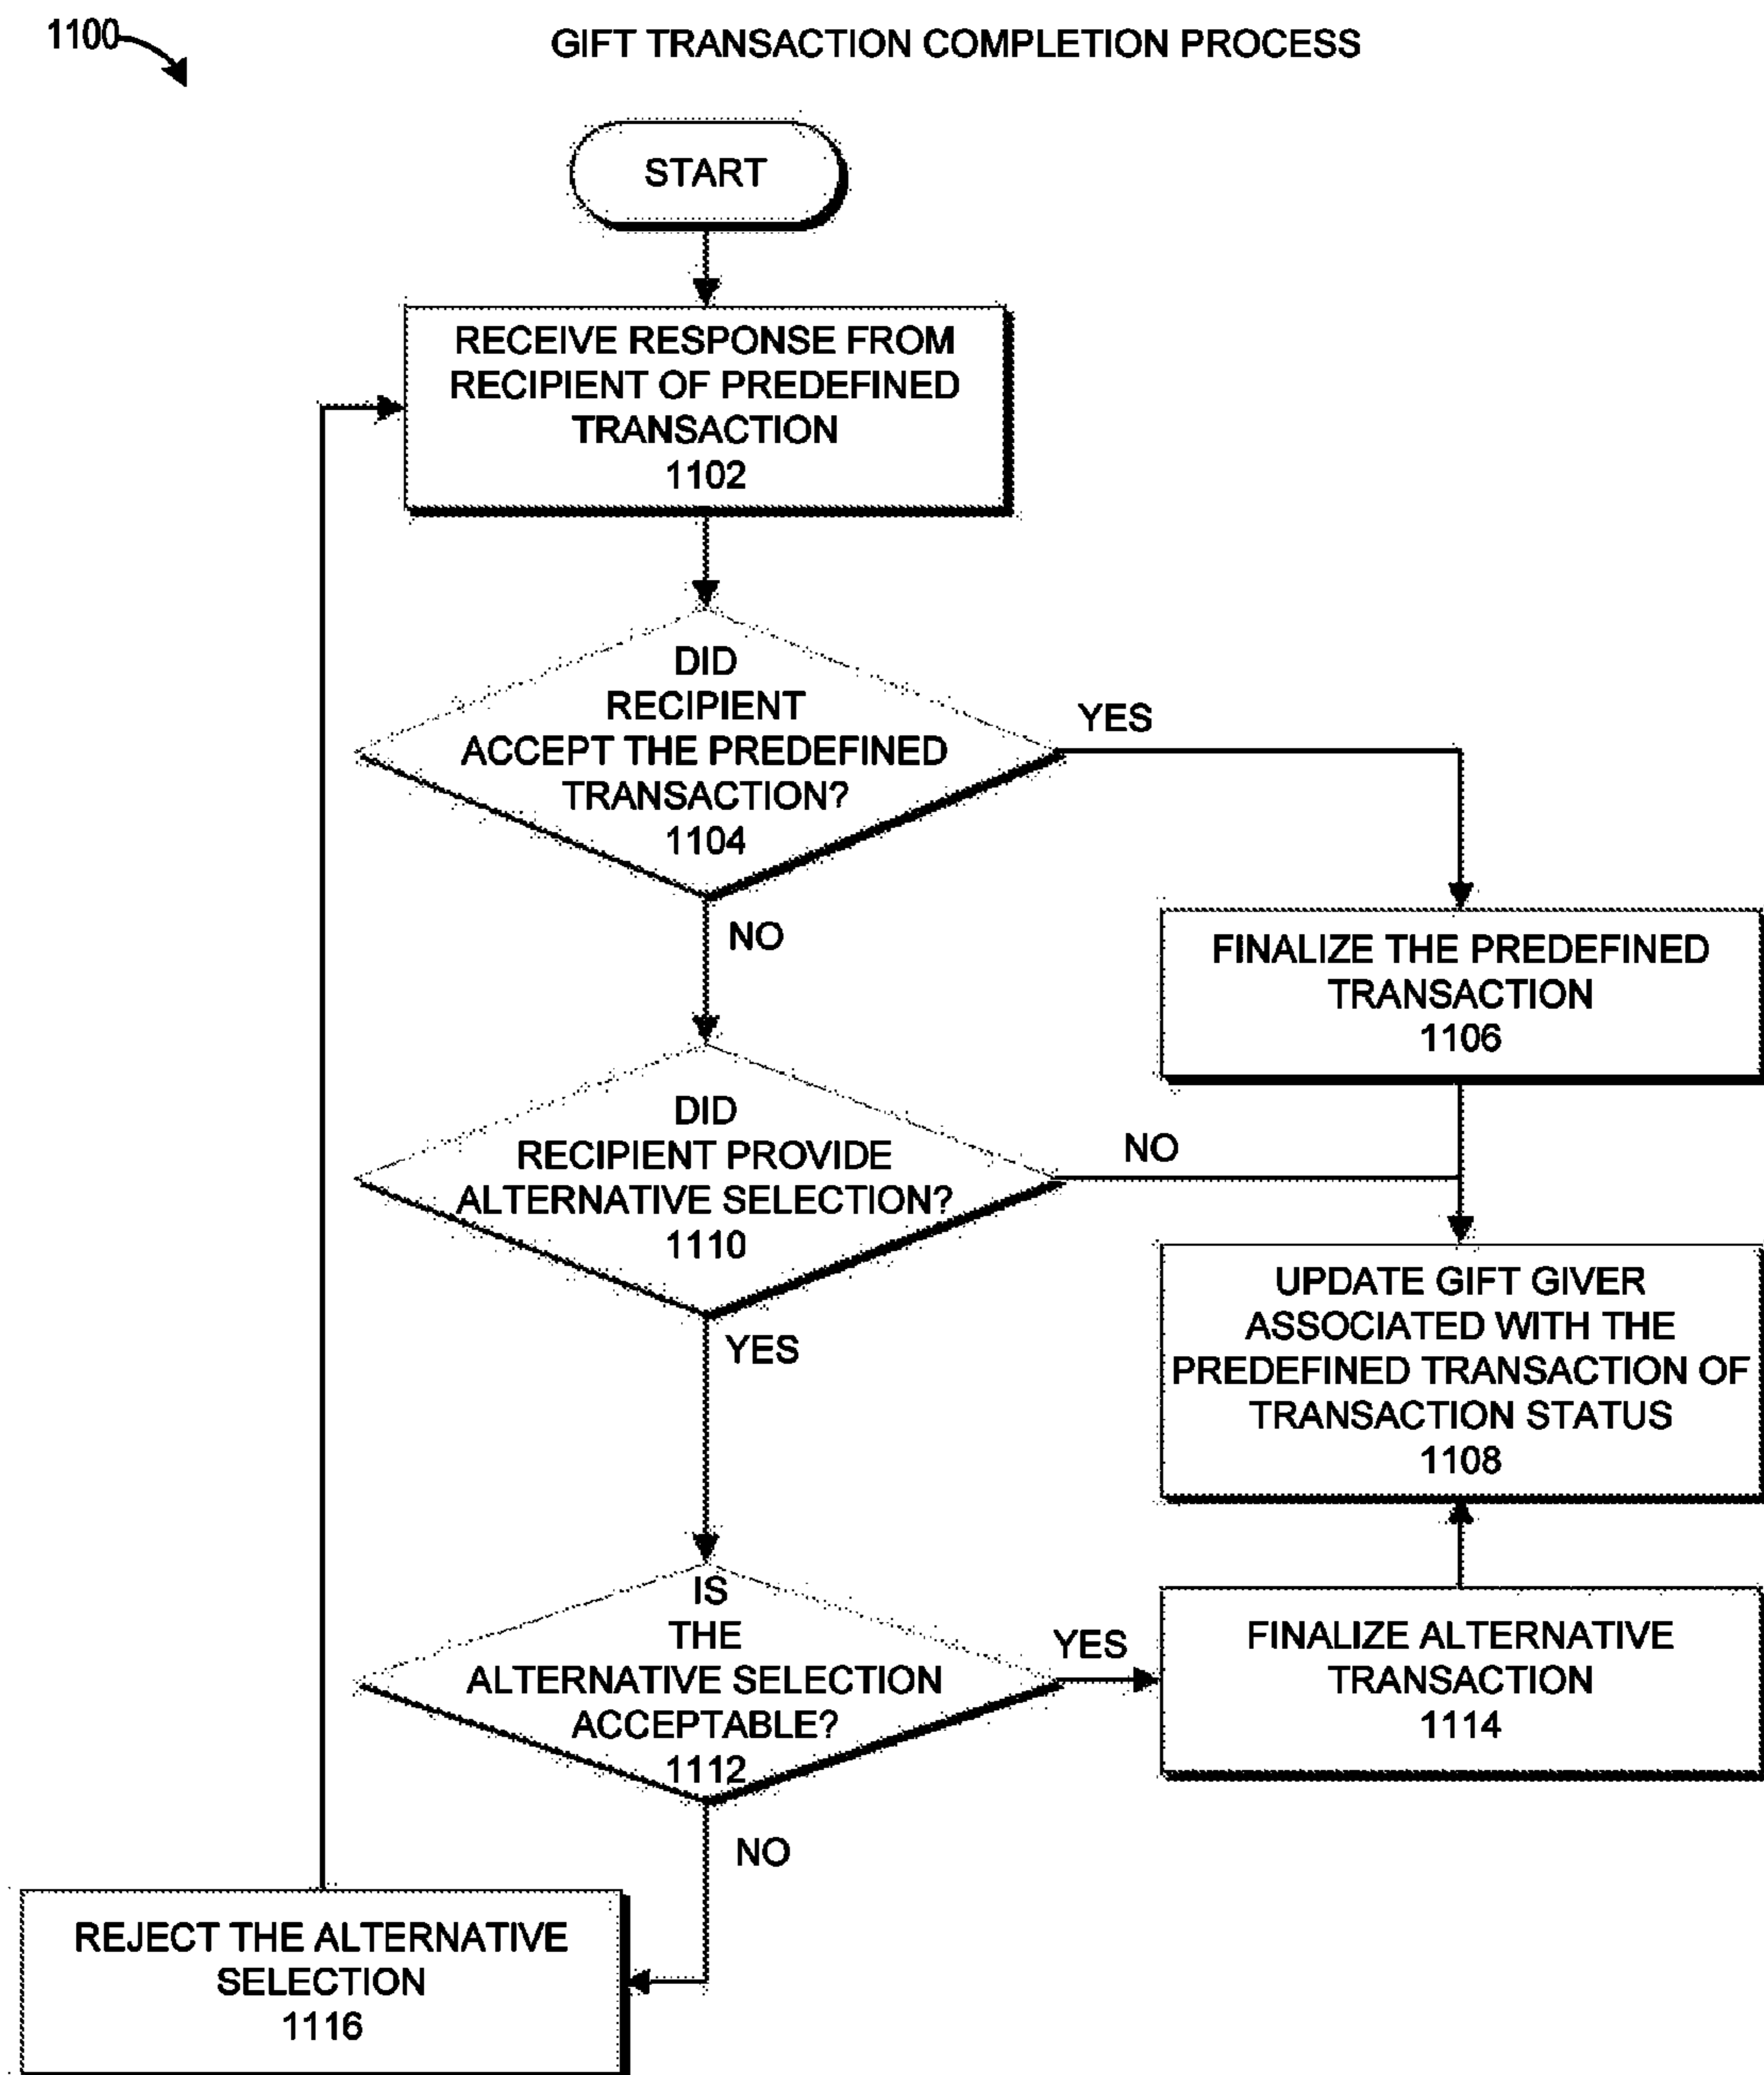 1100
GIFT TRANSACTION COMPLETION PROCESS
START
RECEIVE RESPONSE FROM
RECIPIENT OF PREDEFINED
TRANSACTION
1102
DID
RECIPIENT
ACCEPT THE PREDEFINED
TRANSACTION?
1104
YES
NO
FINALIZE THE PREDEFINED
TRANSACTION
1106
DID
RECIPIENT PROVIDE
ALTERNATIVE SELECTION?
1110
NO
YES
UPDATE GIFT GIVER
ASSOCIATED WITH THE
PREDEFINED TRANSACTION OF
TRANSACTION STATUS
1108
IS
THE
ALTERNATIVE SELECTION
ACCEPTABLE?
1112
YES
NO
FINALIZE ALTERNATIVE
TRANSACTION
1114
REJECT THE ALTERNATIVE
SELECTION
1116